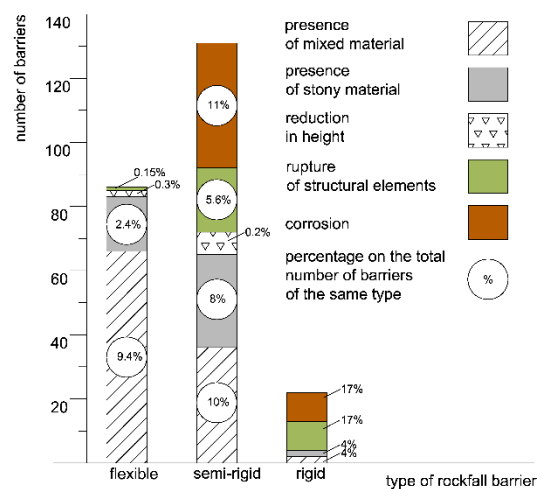 number of barriers
140
120
100
80
60
40
20
0.15%
0.3%
2.4%
9.4%
11%
5.6%
0.2%
8%
10%
17%
17%
4%
4%
flexible
semi-rigid
rigid
type of rockfall barrier
presence
of mixed material
presence
of stony material
reduction
in height
rupture
of structural elements
corrosion
percentage on the total
number of barriers
of the same type
%